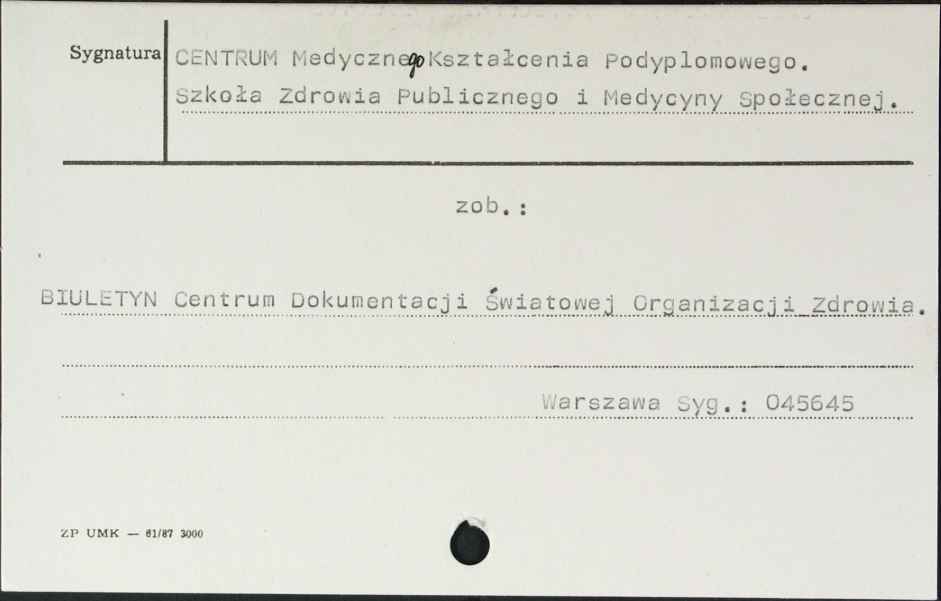 Sygnatura
CENTRUM Medycznego Kształcenia Podyplomowego.
Szkoła Zdrowia Publicznego i Medycyny Społecznej.
zob.:
BIULETYN Centrum Dokumentacji Światowej Organizacji Zdrowia.
Warszawa Syg.: 045645
ZP UMK — 61/87 3000